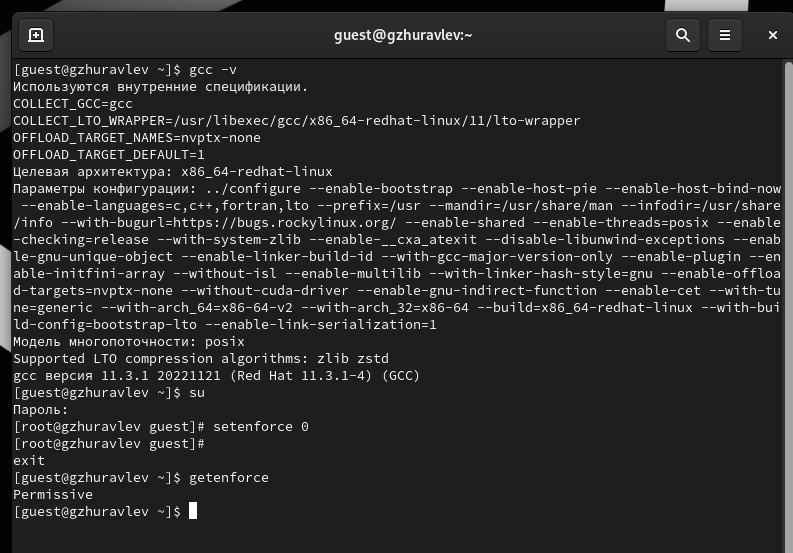 guest@gzhuravlev:~
[guest@gzhuravlev ~]$ gcc -v
Используются внутренние спецификации.
COLLECT_GCC=gcc
COLLECT_LTO_WRAPPER=/usr/libexec/gcc/x86_64-redhat-linux/11/lto-wrapper
OFFLOAD_TARGET_NAMES=nvptx-none
OFFLOAD_TARGET_DEFAULT=1
Целевая архитектура: x86_64-redhat-linux
Параметры конфигурации: ../configure --enable-bootstrap --enable-host-pie --enable-host-bind-now
 --enable-languages=c,c++,fortran,lto --prefix=/usr --mandir=/usr/share/man --infodir=/usr/share
/info --with-bugurl=https://bugs.rockylinux.org/ --enable-shared --enable-threads=posix --enable
-checking=release --with-system-zlib --enable-__cxa_atexit --disable-libunwind-exceptions --enab
le-gnu-unique-object --enable-linker-build-id --with-gcc-major-version-only --enable-plugin --en
able-initfini-array --without-isl --enable-multilib --with-linker-hash-style=gnu --enable-offloa
d-targets=nvptx-none --without-cuda-driver --enable-gnu-indirect-function --enable-cet --with-tu
ne=generic --with-arch_64=x86-64-v2 --with-arch_32=x86-64 --build=x86_64-redhat-linux --with-bui
ld-config=bootstrap-lto --enable-link-serialization=1
Модель многопоточности: posix
Supported LTO compression algorithms: zlib zstd
gcc версия 11.3.1 20221121 (Red Hat 11.3.1-4) (GCC)
[guest@gzhuravlev ~]$ su
Пароль:
[root@gzhuravlev guest]# setenforce 0
[root@gzhuravlev guest]#
exit
[guest@gzhuravlev ~]$ getenforce
Permissive
[guest@gzhuravlev ~]$